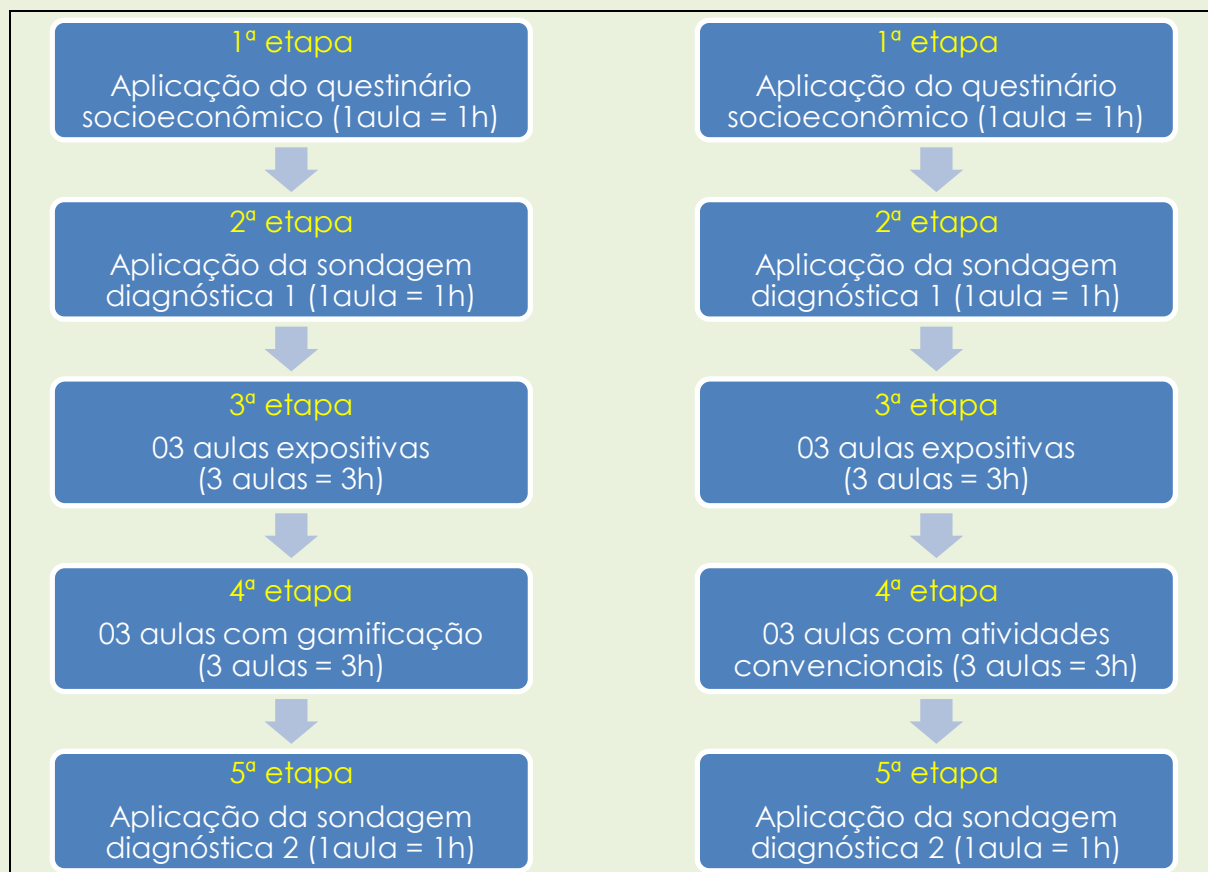 1ª etapa
Aplicação do questinário
socioeconômico (1aula = 1h)
2ª etapa
Aplicação da sondagem
diagnóstica 1 (1aula = 1h)
3ª etapa
03 aulas expositivas
(3 aulas = 3h)
4ª etapa
03 aulas com gamificação
(3 aulas = 3h)
5ª etapa
Aplicação da sondagem
diagnóstica 2 (1aula = 1h)
1ª etapa
Aplicação do questinário
socioeconômico (1aula = 1h)
2ª etapa
Aplicação da sondagem
diagnóstica 1 (1aula = 1h)
3ª etapa
03 aulas expositivas
(3 aulas = 3h)
4ª etapa
03 aulas com atividades
convencionais (3 aulas = 3h)
5ª etapa
Aplicação da sondagem
diagnóstica 2 (1aula = 1h)